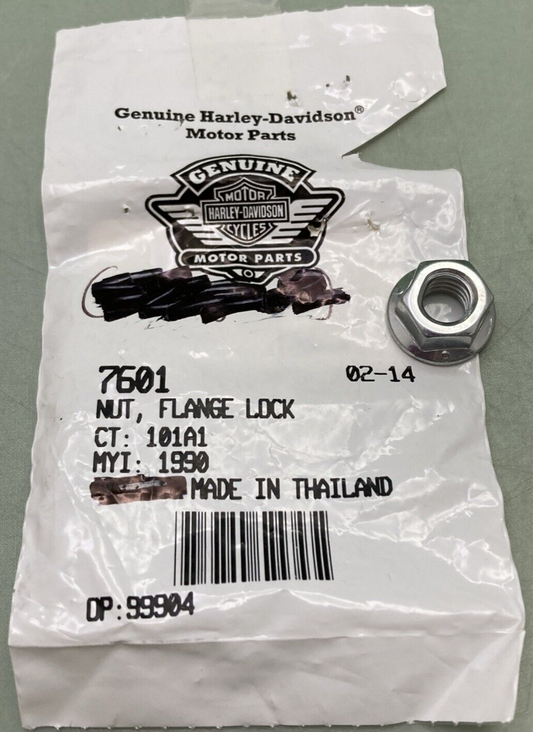 Genuine Harley-Davidson®
Motor Parts
GENUINE
MOTOR
HARLEY-DAVIDSON
CYCLES
MOTOR PARTS
7601 02-14
NUT, FLANGE LOCK
CT: 101A1
MYI: 1990
MADE IN THAILAND
OP:99904